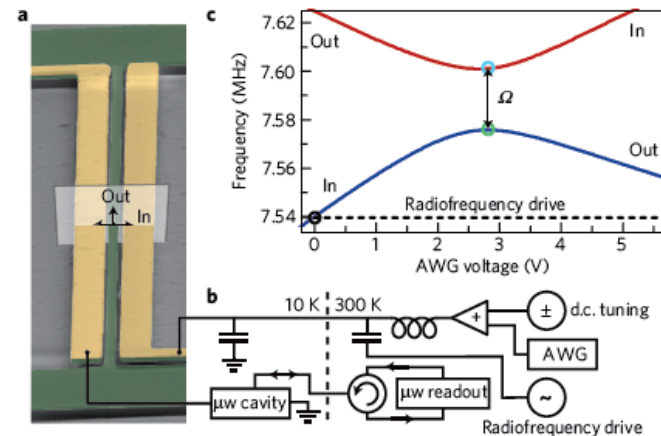 a
Out
In
c
Frequency (MHz)
7.62
7.60
7.58
7.56
7.54
Out
In
Ω
In
Out
Radiofrequency drive
0 1 2 3 4 5
AWG voltage (V)
b
10 K 300 K
+
±
d.c. tuning
AWG
μw cavity
μw readout
~
Radiofrequency drive